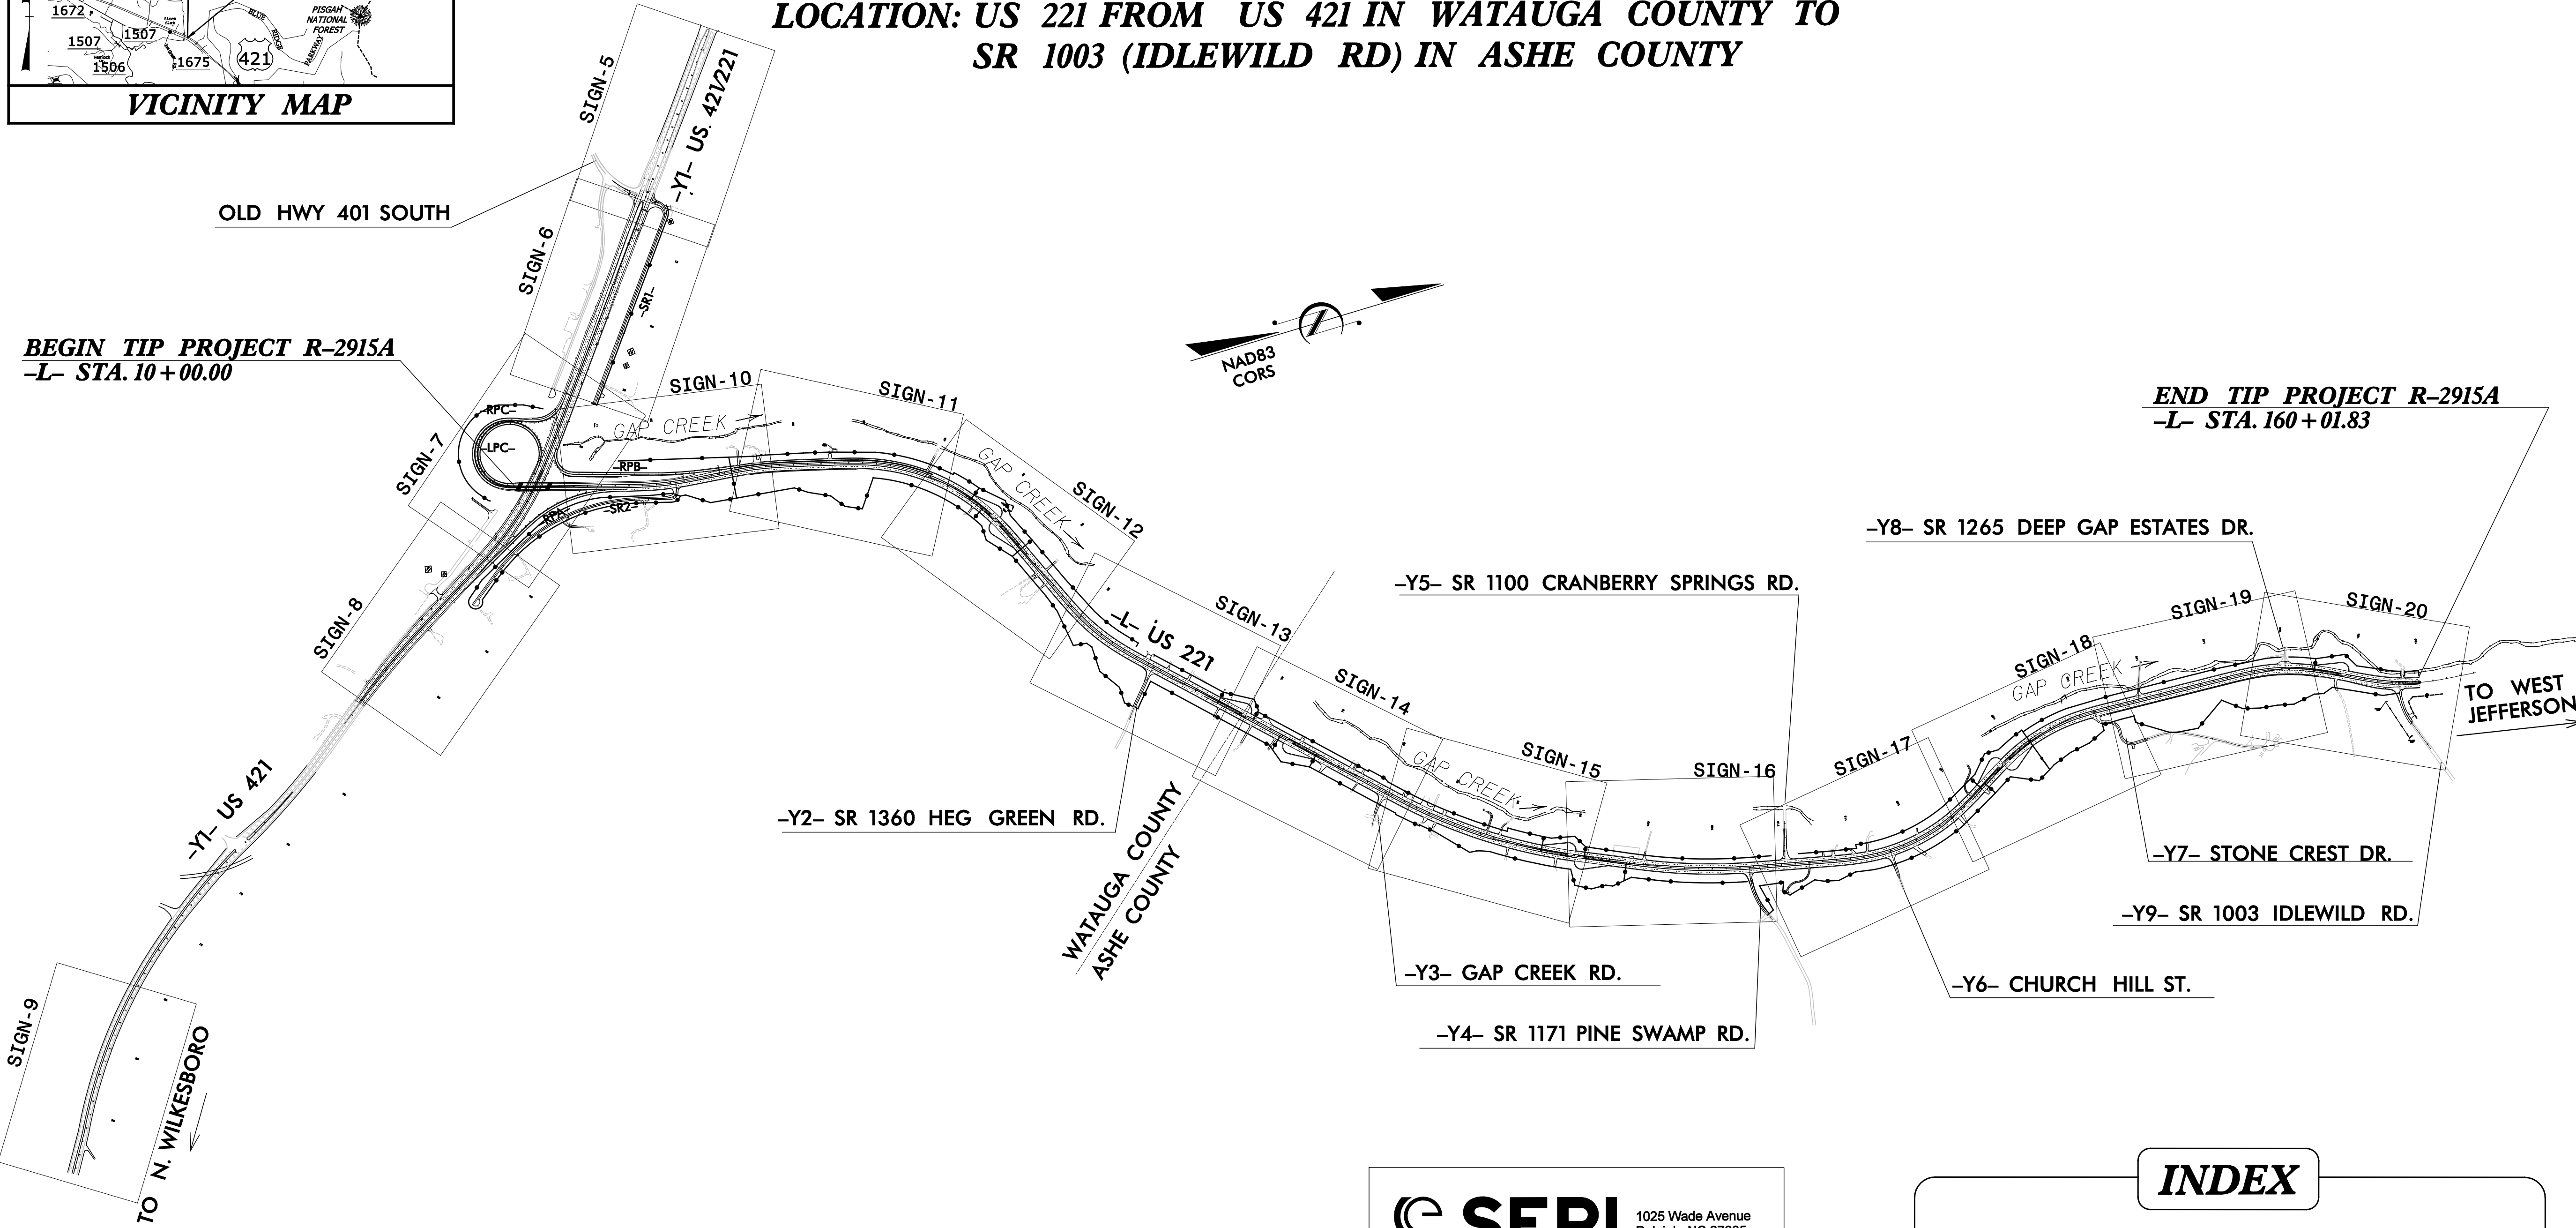 LOCATION: US 221 FROM US 421 IN WATAUGA COUNTY TO
SR 1003 (IDLEWILD RD) IN ASHE COUNTY
1672
1507
1507
1506
1675
421
BLUE
RIDGE
PARKWAY
PISGAH
NATIONAL
FOREST
VICINITY MAP
SIGN-5
-Y1- US 421/221
OLD HWY 401 SOUTH
SIGN-6
-SR1-
BEGIN TIP PROJECT R-2915A
-L- STA. 10+00.00
NAD83
CORS
SIGN-10
SIGN-11
GAP CREEK
-RPC-
-LPC-
-RPB-
SIGN-7
-RPA-
-SR2-
GAP CREEK
SIGN-12
END TIP PROJECT R-2915A
-L- STA. 160+01.83
-Y8- SR 1265 DEEP GAP ESTATES DR.
-Y5- SR 1100 CRANBERRY SPRINGS RD.
SIGN-8
-L- US 221
SIGN-13
SIGN-19
SIGN-20
SIGN-18
GAP CREEK
TO WEST
JEFFERSON
SIGN-14
GAP CREEK
SIGN-15
SIGN-16
SIGN-17
-Y1- US 421
-Y2- SR 1360 HEG GREEN RD.
WATAUGA COUNTY
ASHE COUNTY
-Y7- STONE CREST DR.
-Y9- SR 1003 IDLEWILD RD.
-Y3- GAP CREEK RD.
-Y6- CHURCH HILL ST.
-Y4- SR 1171 PINE SWAMP RD.
SIGN-9
TO N. WILKESBORO
INDEX
SEPI
1025 Wade Avenue